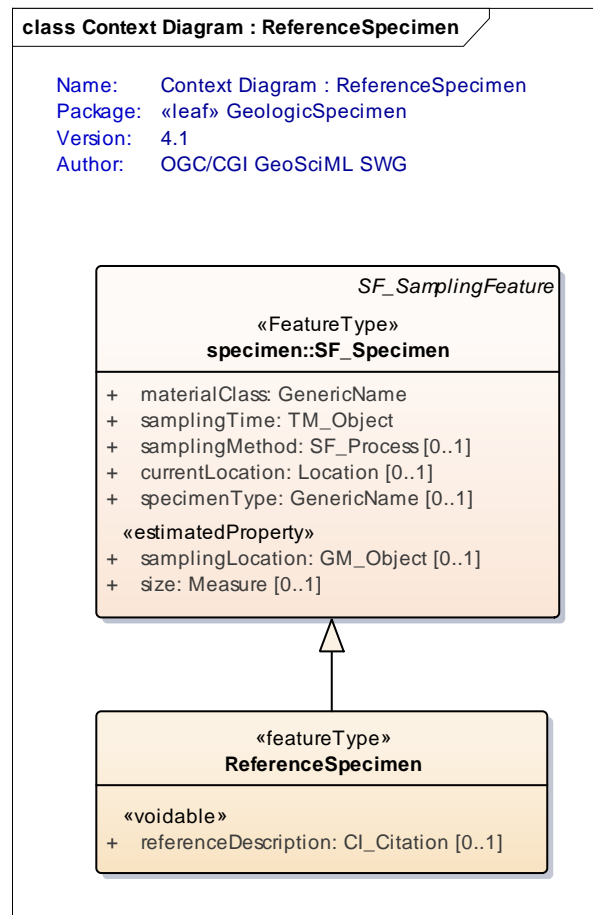 class Context Diagram : ReferenceSpecimen
Name: Context Diagram : ReferenceSpecimen
Package: «leaf» GeologicSpecimen
Version: 4.1
Author: OGC/CGI GeoSciML SWG
SF_SamplingFeature
«FeatureType»
specimen::SF_Specimen
+ materialClass: GenericName
+ samplingTime: TM_Object
+ samplingMethod: SF_Process [0..1]
+ currentLocation: Location [0..1]
+ specimenType: GenericName [0..1]
«estimatedProperty»
+ samplingLocation: GM_Object [0..1]
+ size: Measure [0..1]
«featureType»
ReferenceSpecimen
«voidable»
+ referenceDescription: CI_Citation [0..1]